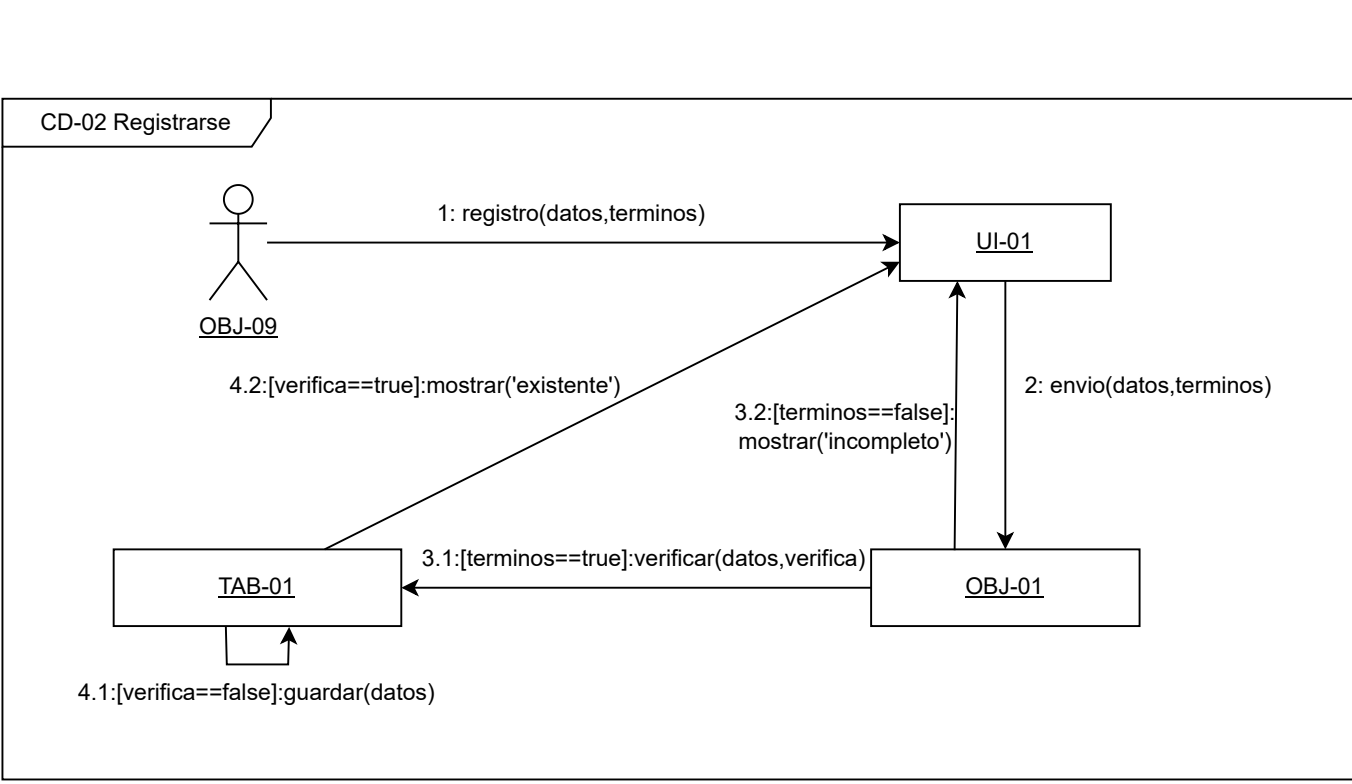 CD-02 Registrarse
1: registro(datos,terminos)
UI-01
OBJ-09
4.2:[verifica==true]:mostrar('existente')
2: envio(datos,terminos)
3.2:[terminos==false]:
mostrar('incompleto')
3.1:[terminos==true]:verificar(datos,verifica)
TAB-01
OBJ-01
4.1:[verifica==false]:guardar(datos)